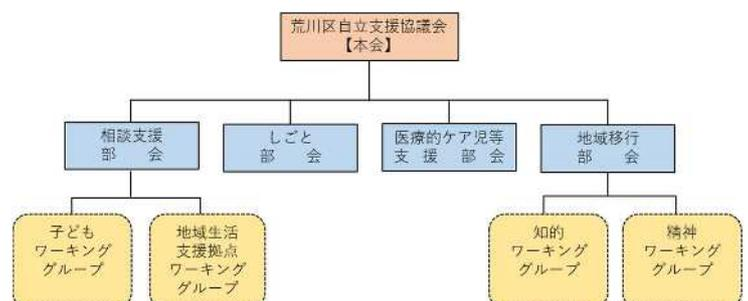 荒川区自立支援協議会
【本会】
相談支援
部　会
しごと
部　会
医療的ケア児等
支　援　部　会
地域移行
部　会
子ども
ワーキング
グループ
地域生活
支援拠点
ワーキング
グループ
知的
ワーキング
グループ
精神
ワーキング
グループ